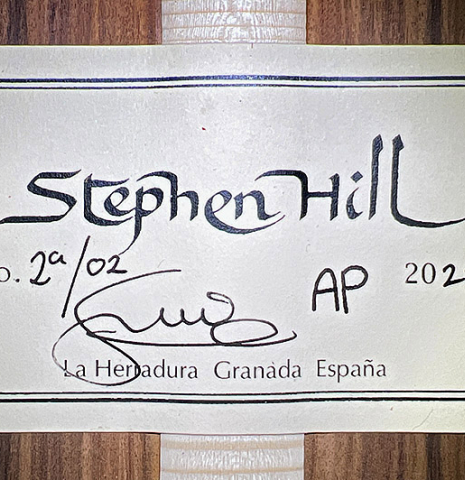 Stephen Hill
o. 2ª/02 AP 202
La Herradura Granada España